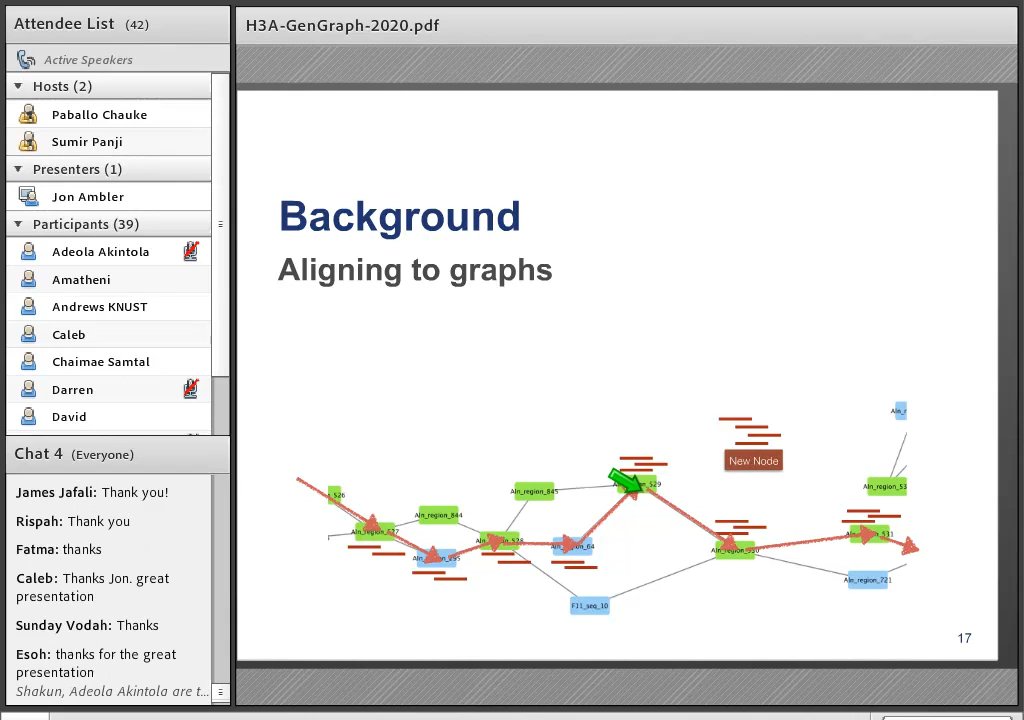 Attendee List (42)
Active Speakers
Hosts (2)
Paballo Chauke
Sumir Panji
Presenters (1)
Jon Ambler
Participants (39)
Adeola Akintola
Amatheni
Andrews KNUST
Caleb
Chaimae Samtal
Darren
David
Chat 4 (Everyone)
James Jafali: Thank you!
Rispah: Thank you
Fatma: thanks
Caleb: Thanks Jon. great
presentation
Sunday Vodah: Thanks
Esoh: thanks for the great
presentation
Shakun, Adeola Akintola are t...
H3A-GenGraph-2020.pdf
Background
Aligning to graphs
New Node
Aln_region_845
Aln_region_844
Aln_region_53
Aln_region_721
F11_seq_10
17